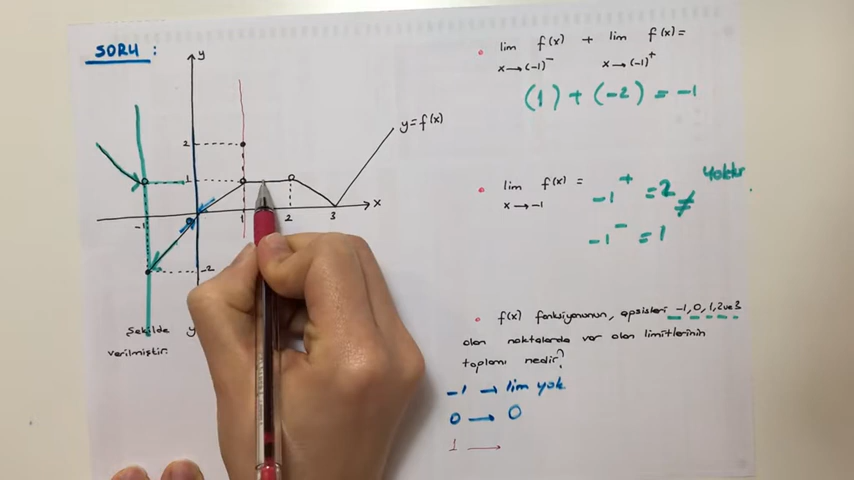 SORU :
y
y=f(x)
2
1
-1
1
2
3
x
-2
Şekilde
verilmiştir.
• lim f(x) + lim f(x) =
x→(-1)⁻ x→(-1)⁺
(1) + (-2) = -1
• lim f(x) =
x→-1
-1⁺ = 2 ≠ Yoktur
-1⁻ = 1
• f(x) fonksiyonunun, apsisleri -1, 0, 1, 2 ve 3
olan noktalarda var olan limitlerinin
toplamı nedir?
-1 → lim yok
0 → 0
1 →